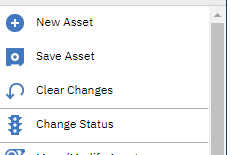 New Asset
Save Asset
Clear Changes
Change Status